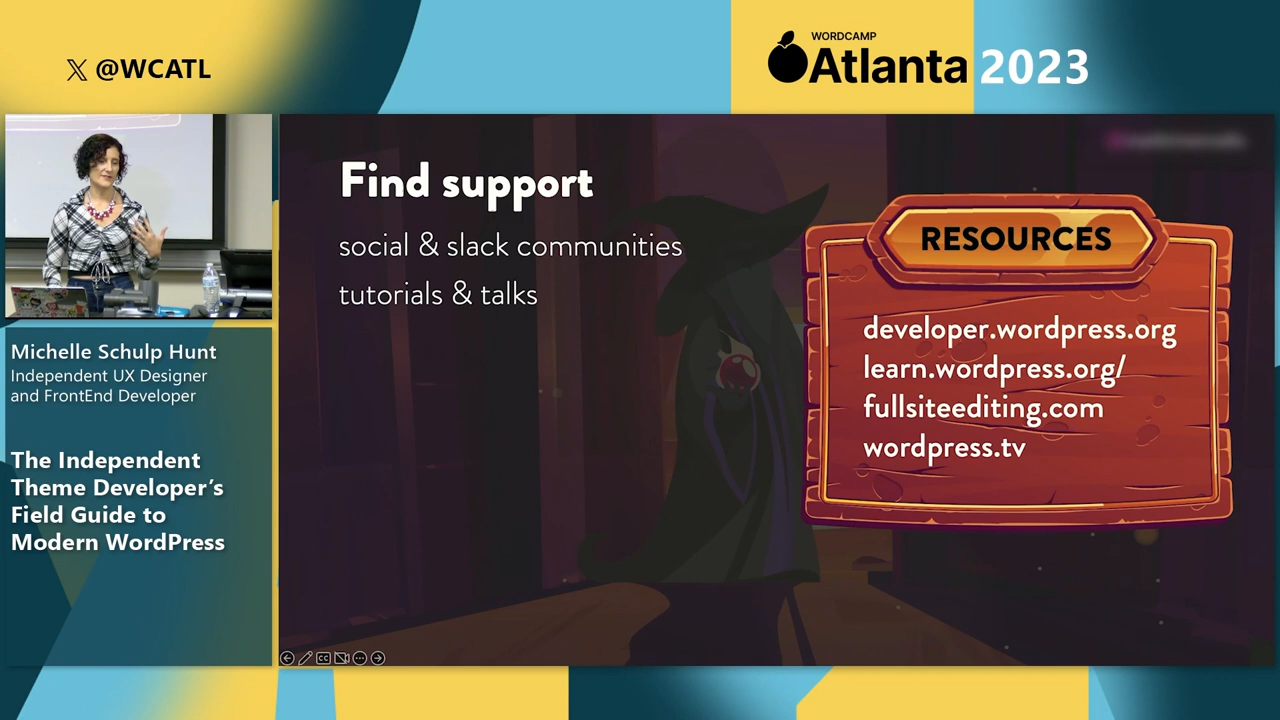 @WCATL
WORDCAMP
Atlanta 2023
Find support
social & slack communities
tutorials & talks
RESOURCES
developer.wordpress.org
learn.wordpress.org/
fullsiteediting.com
wordpress.tv
Michelle Schulp Hunt
Independent UX Designer
and FrontEnd Developer
The Independent
Theme Developer's
Field Guide to
Modern WordPress